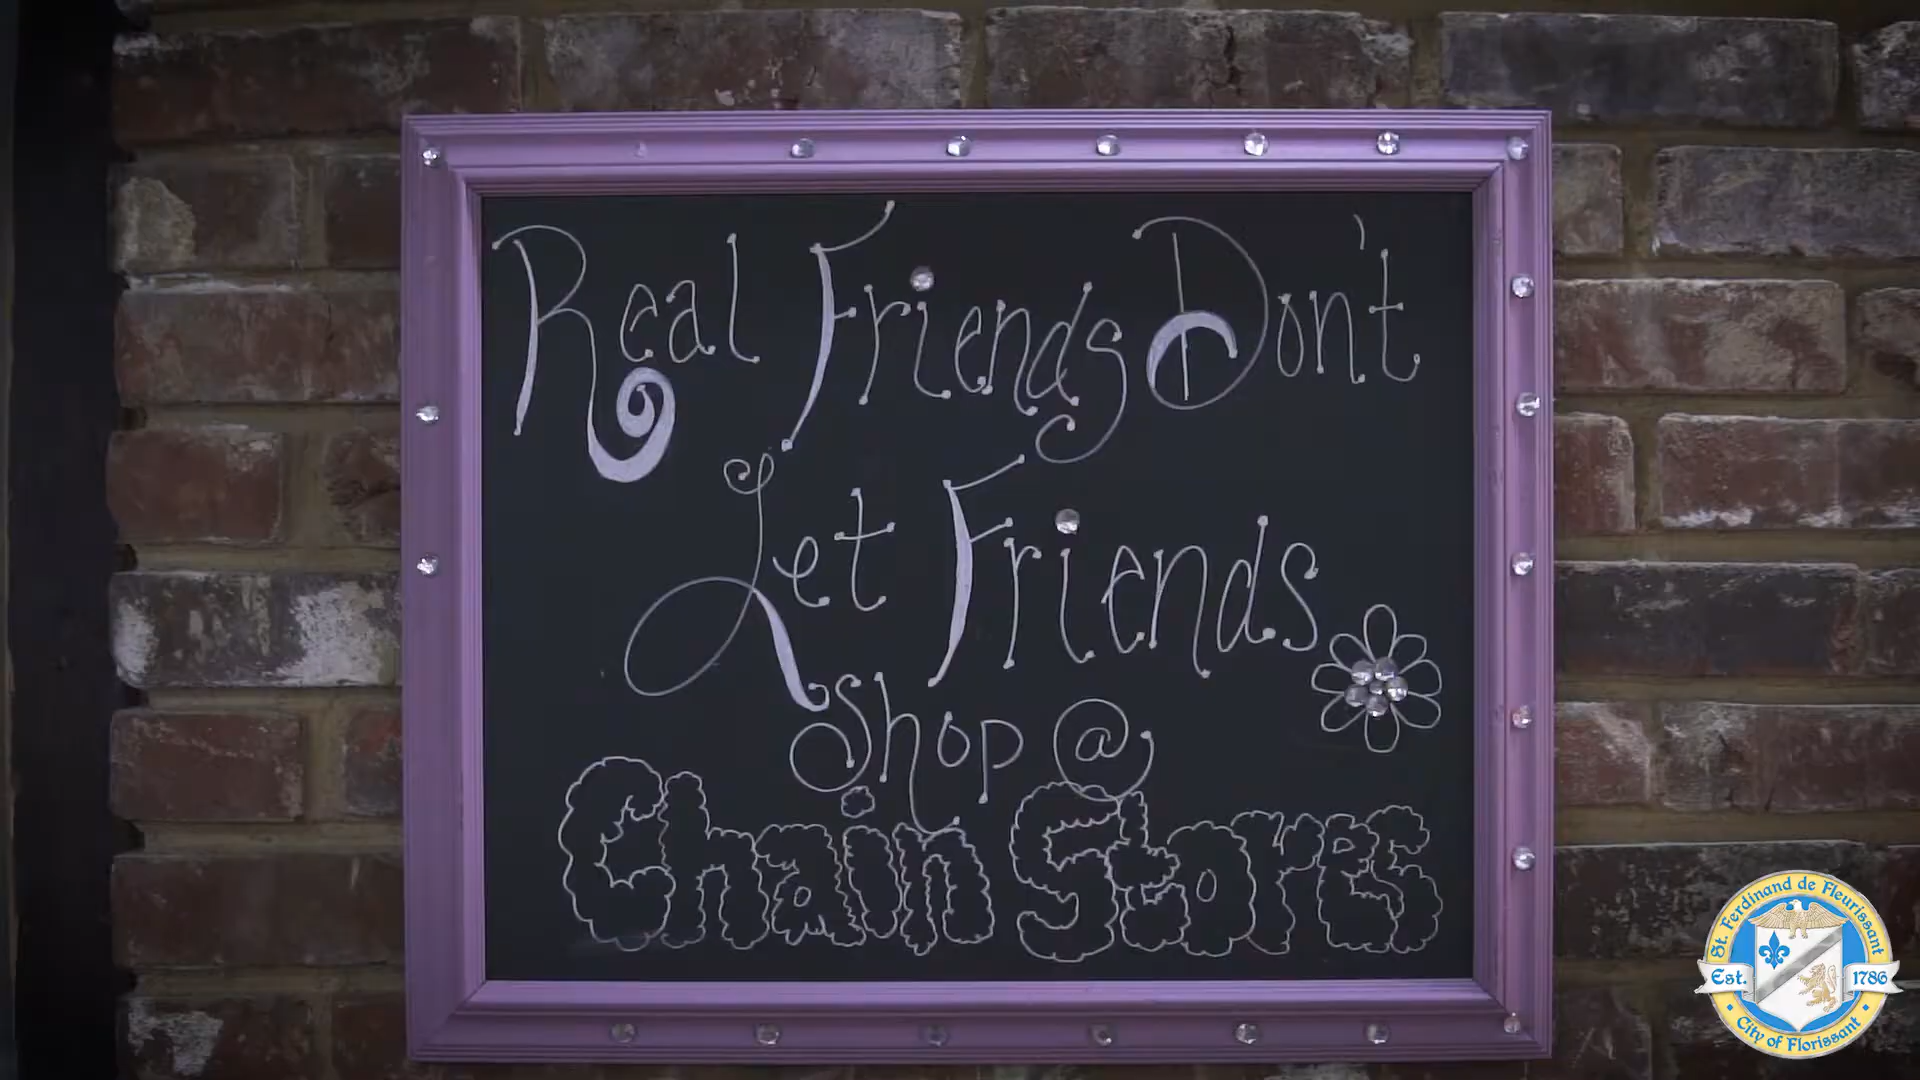 Real Friends Don't
Let Friends
Shop @
Chain Stores
St. Ferdinand de Fleurissant
Est. 1786
City of Florissant